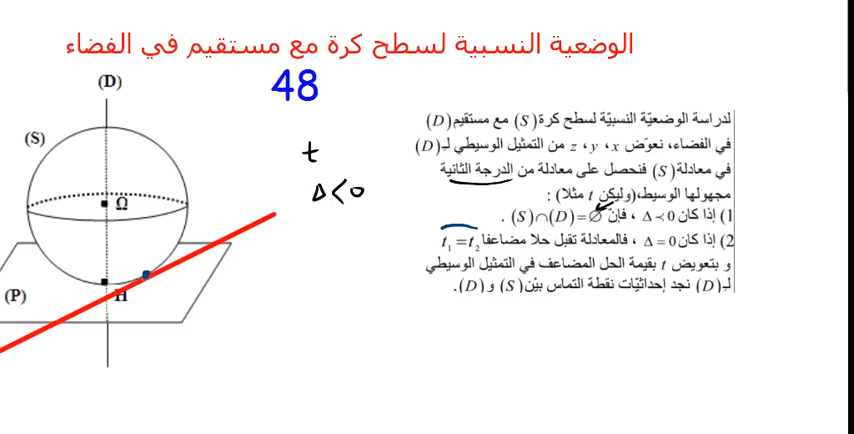 الوضعية النسبية لسطح كرة مع مستقيم في الفضاء
48
(D)
(S)
Ω
(P)
H
t
Δ<0
لدراسة الوضعيّة النسبيّة لسطح كرة (S) مع مستقيم (D)
في الفضاء، نعوّض x ، y ، z من التمثيل الوسيطي لـ (D)
في معادلة (S) فنحصل على معادلة من الدرجة الثانية
مجهولها الوسيط،(وليكن t مثلا) :
1) إذا كان Δ≺0 ، فإنّ (S)∩(D)=∅ .
2) إذا كان Δ=0 ، فالمعادلة تقبل حلا مضاعفا t₁=t₂
و بتعويض t بقيمة الحل المضاعف في التمثيل الوسيطي
لـ (D) نجد إحداثيّات نقطة التماس بيْن (S) و (D).